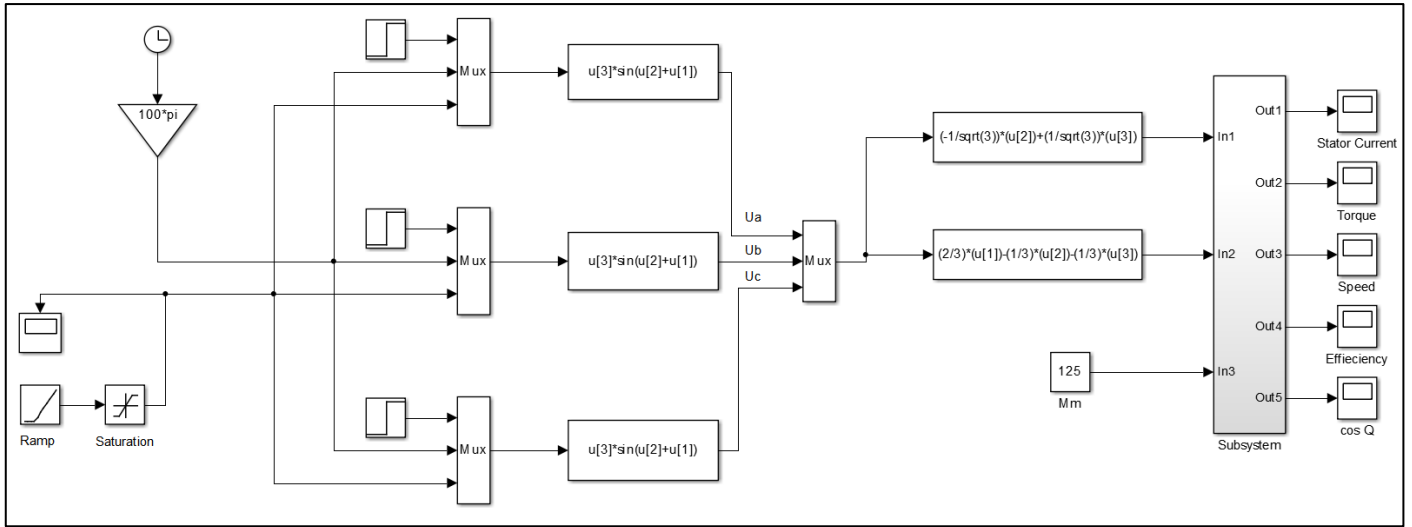 100*pi
Mux
u[3]*sin(u[2]+u[1])
Mux
u[3]*sin(u[2]+u[1])
Mux
u[3]*sin(u[2]+u[1])
Ramp
Saturation
Ua
Ub
Uc
Mux
(-1/sqrt(3))*(u[2])+(1/sqrt(3))*(u[3])
(2/3)*(u[1])-(1/3)*(u[2])-(1/3)*(u[3])
125
Mm
In1
In2
In3
Out1
Out2
Out3
Out4
Out5
Subsystem
Stator Current
Torque
Speed
Effieciency
cos Q